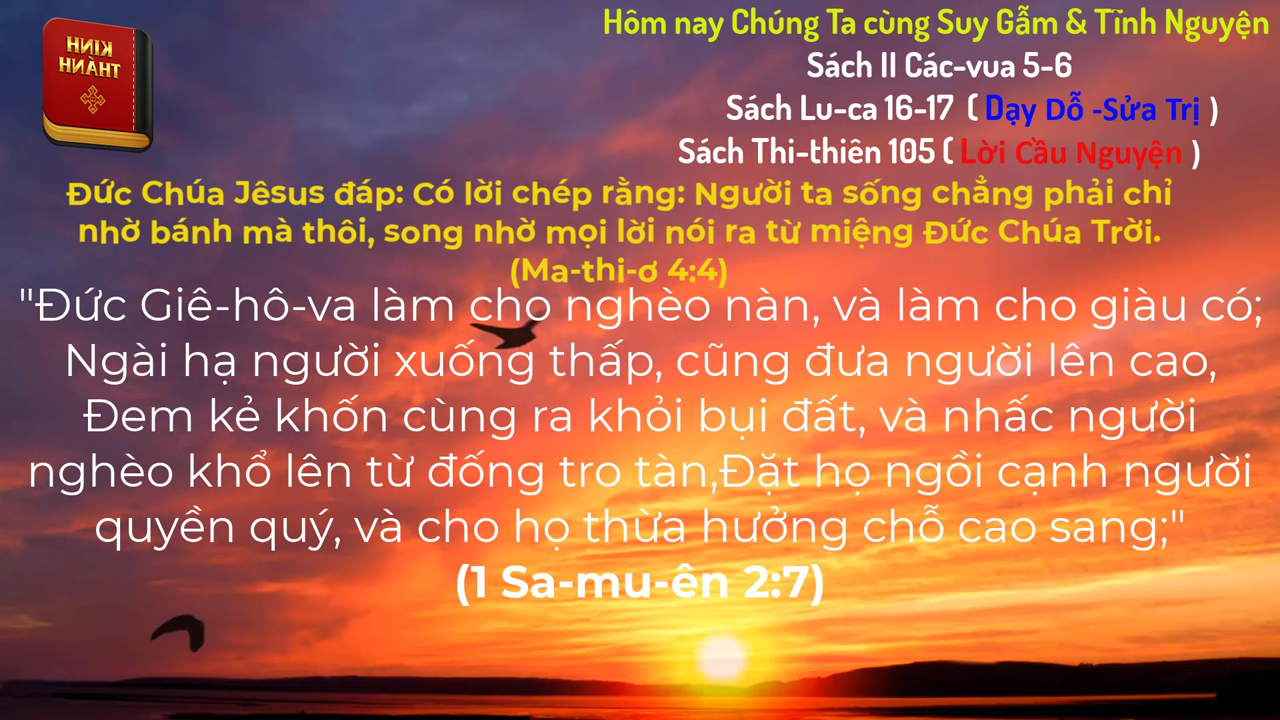 KINH
THÀNH
Hôm nay Chúng Ta cùng Suy Gẫm & Tĩnh Nguyện
Sách II Các-vua 5-6
Sách Lu-ca 16-17 ( Dạy Dỗ -Sửa Trị )
Sách Thi-thiên 105 ( Lời Cầu Nguyện )
Đức Chúa Jêsus đáp: Có lời chép rằng: Người ta sống chẳng phải chỉ
nhờ bánh mà thôi, song nhờ mọi lời nói ra từ miệng Đức Chúa Trời.
(Ma-thi-ơ 4:4)
"Đức Giê-hô-va làm cho nghèo nàn, và làm cho giàu có;
Ngài hạ người xuống thấp, cũng đưa người lên cao,
Đem kẻ khốn cùng ra khỏi bụi đất, và nhấc người
nghèo khổ lên từ đống tro tàn,Đặt họ ngồi cạnh người
quyền quý, và cho họ thừa hưởng chỗ cao sang;"
(1 Sa-mu-ên 2:7)